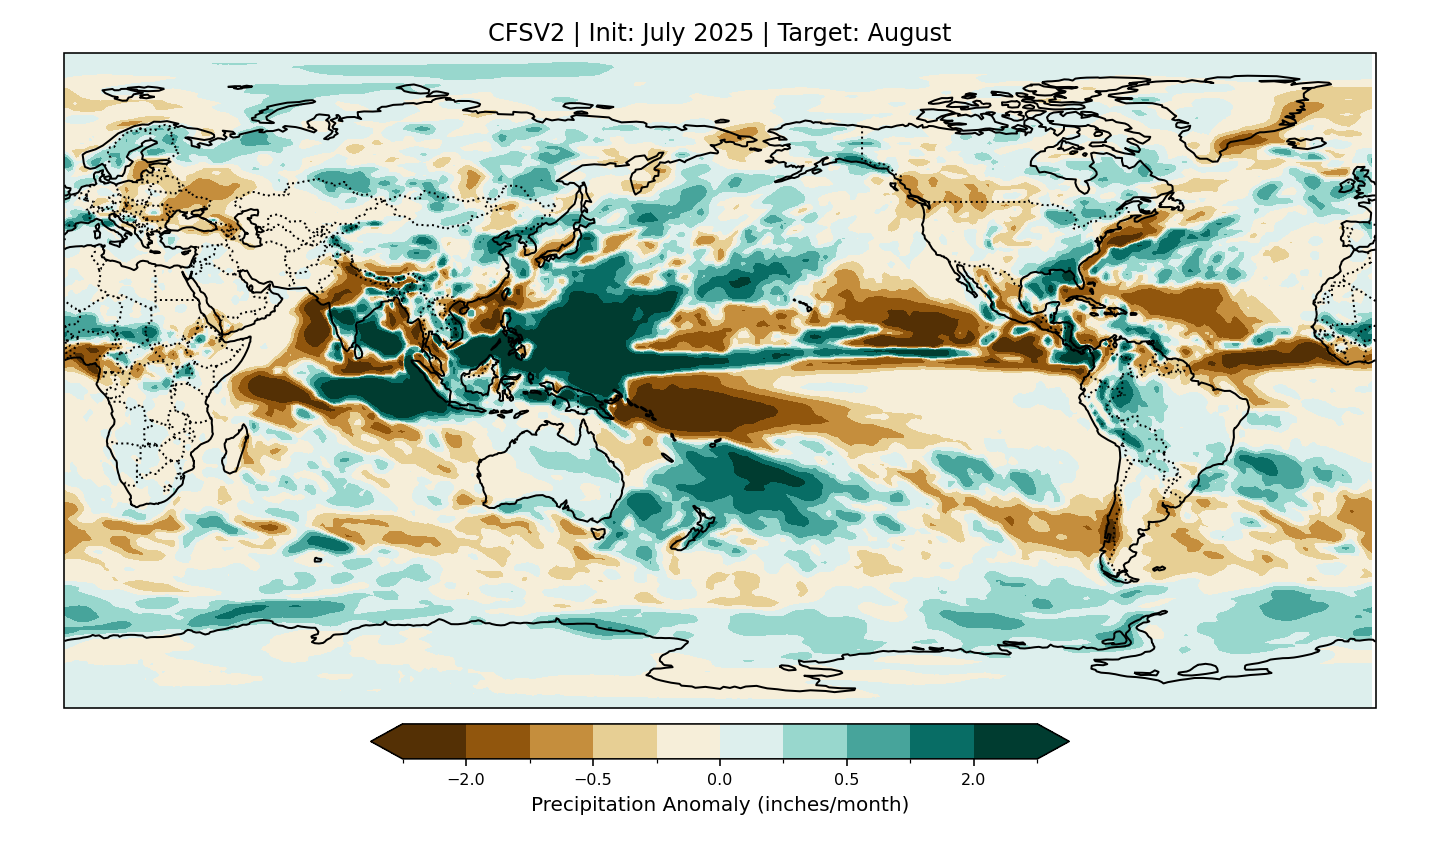 CFSV2 | Init: July 2025 | Target: August
−2.0 −0.5 0.0 0.5 2.0
Precipitation Anomaly (inches/month)